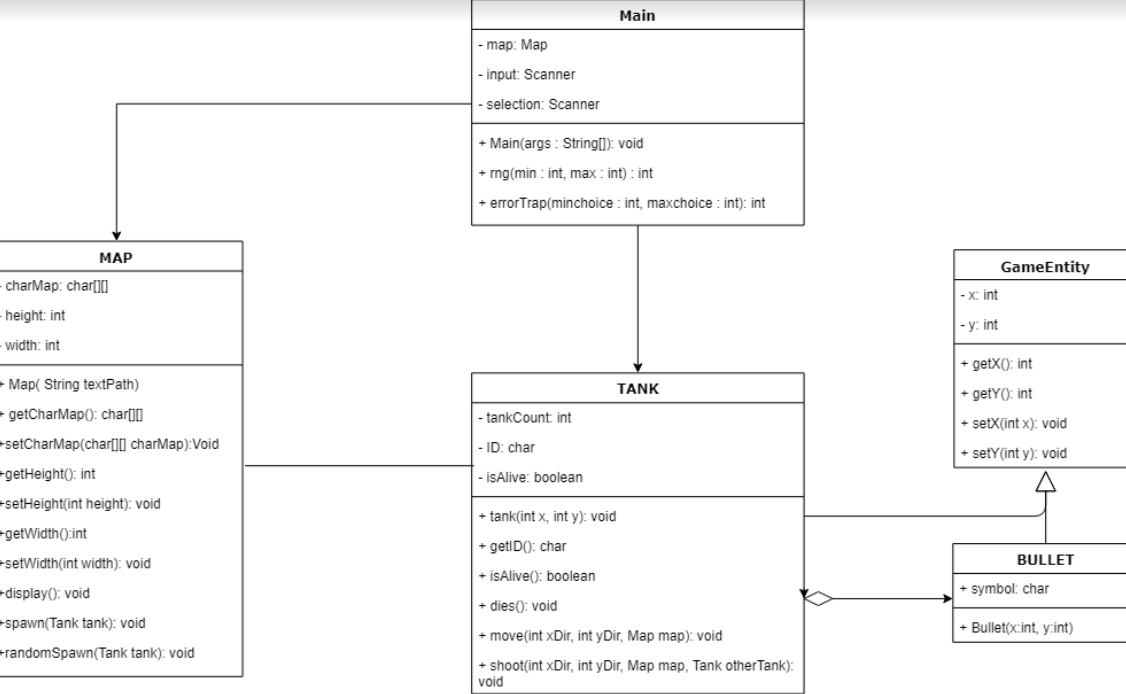 Main
- map: Map
- input: Scanner
- selection: Scanner
+ Main(args : String[]): void
+ rng(min : int, max : int) : int
+ errorTrap(minchoice : int, maxchoice : int): int
MAP
- charMap: char[][]
- height: int
- width: int
+ Map( String textPath)
+ getCharMap(): char[][]
+setCharMap(char[][] charMap):Void
+getHeight(): int
+setHeight(int height): void
+getWidth():int
+setWidth(int width): void
+display(): void
+spawn(Tank tank): void
+randomSpawn(Tank tank): void
TANK
- tankCount: int
- ID: char
- isAlive: boolean
+ tank(int x, int y): void
+ getID(): char
+ isAlive(): boolean
+ dies(): void
+ move(int xDir, int yDir, Map map): void
+ shoot(int xDir, int yDir, Map map, Tank otherTank):
void
GameEntity
- x: int
- y: int
+ getX(): int
+ getY(): int
+ setX(int x): void
+ setY(int y): void
BULLET
+ symbol: char
+ Bullet(x:int, y:int)